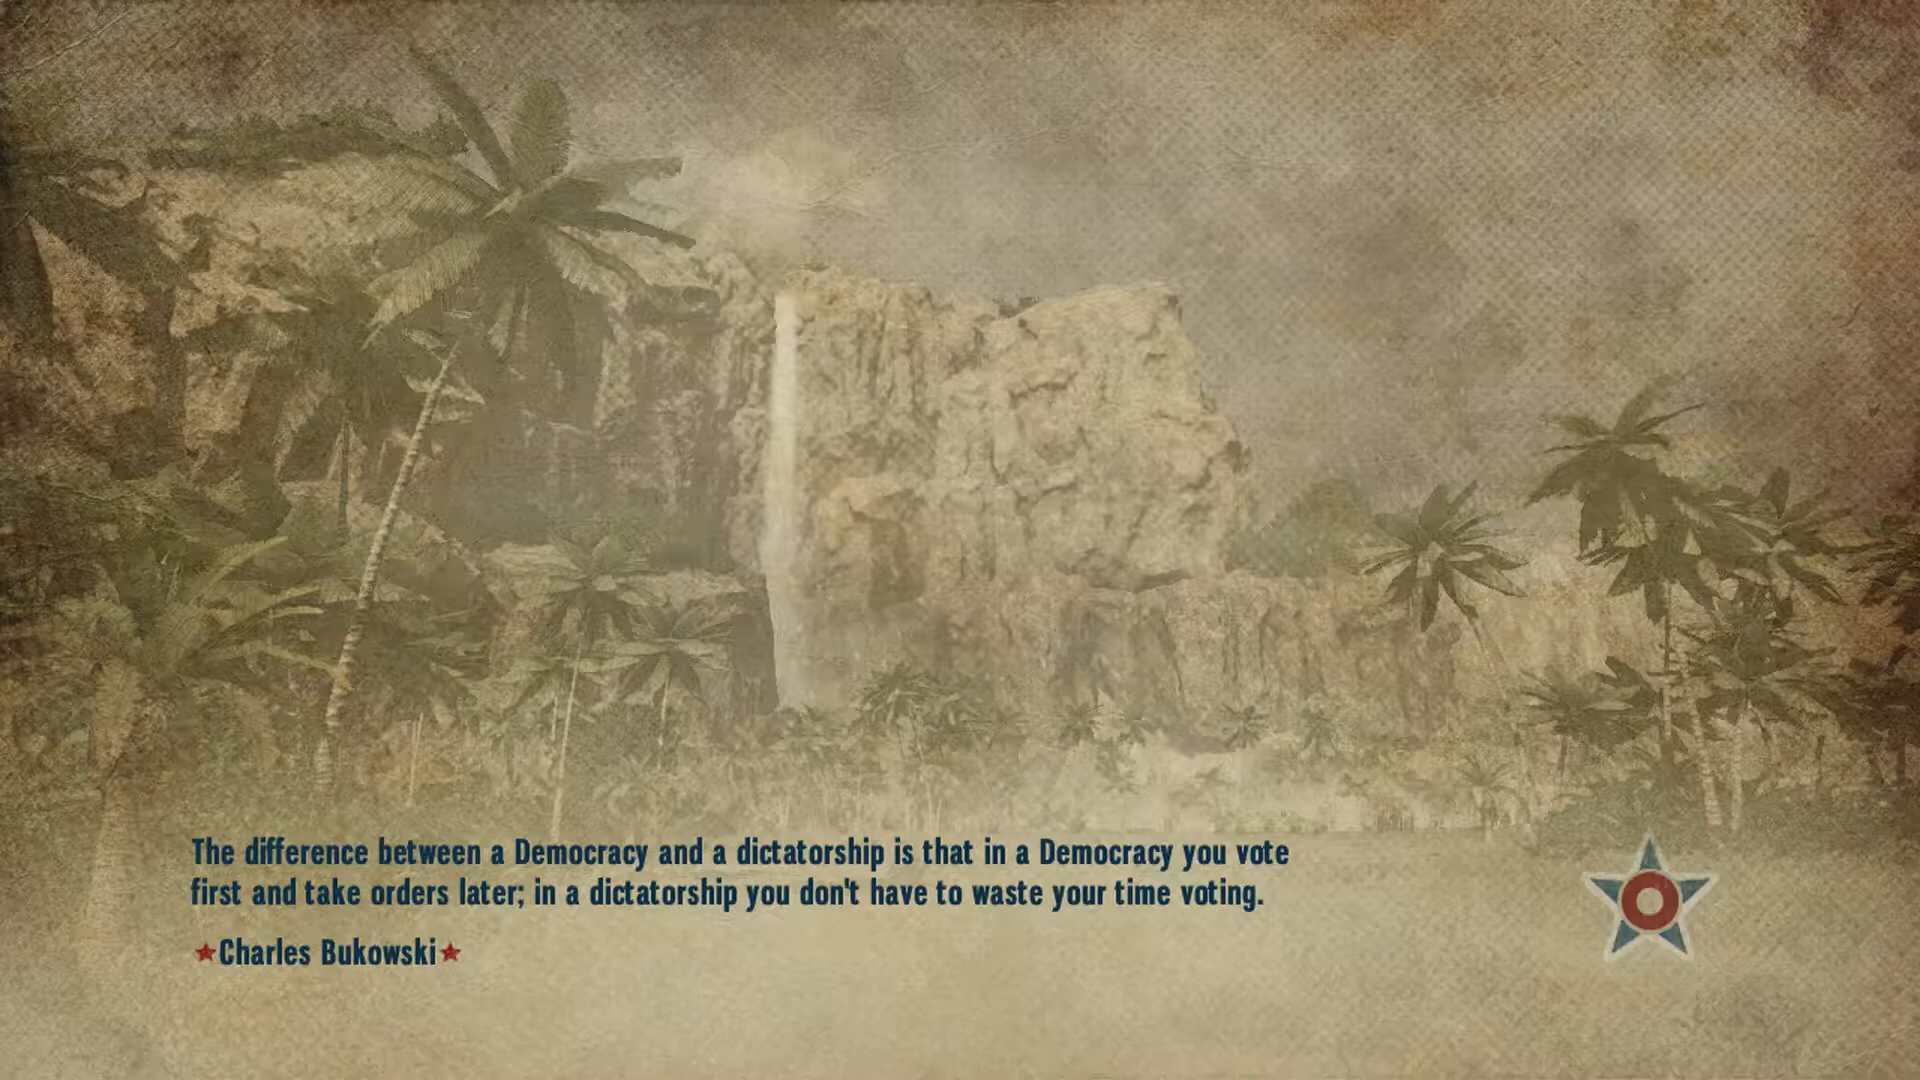 The difference between a Democracy and a dictatorship is that in a Democracy you vote
first and take orders later; in a dictatorship you don't have to waste your time voting.
★Charles Bukowski★